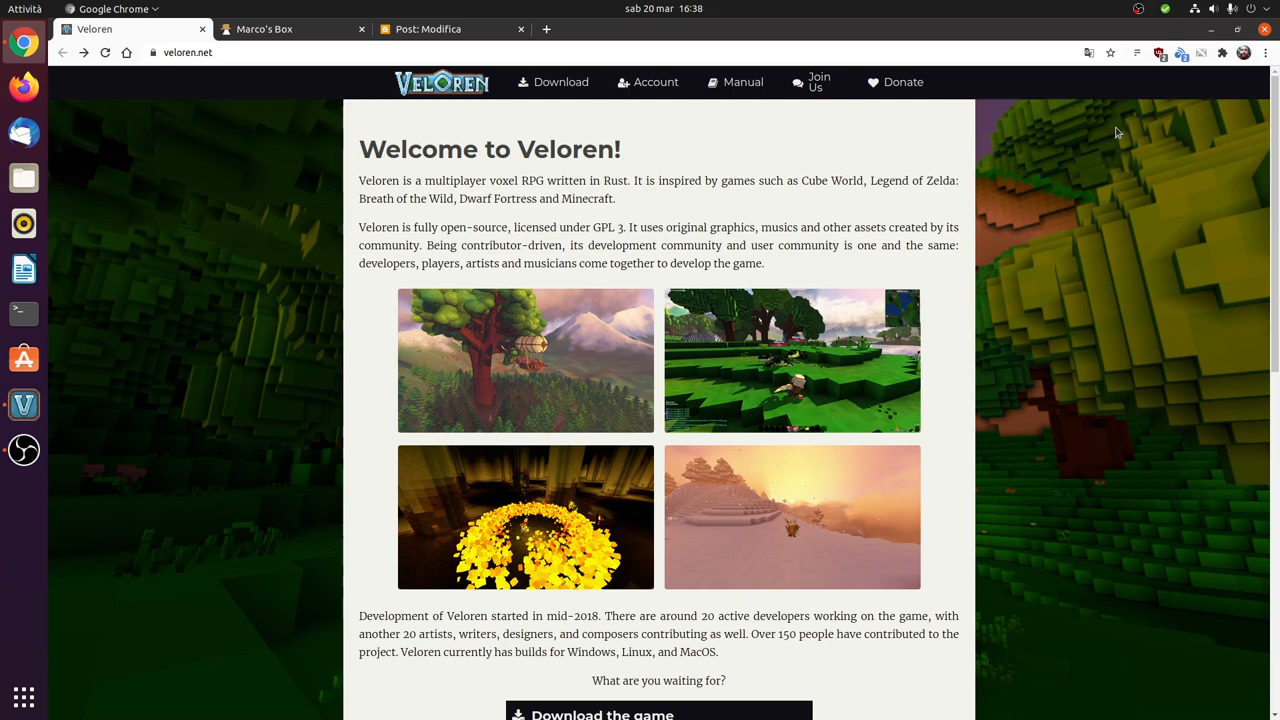 Attività
Google Chrome
sab 20 mar 16:38
Veloren
Marco's Box
Post: Modifica
veloren.net
2
2
VELOREN
Download
Account
Manual
Join Us
Donate
Welcome to Veloren!
Veloren is a multiplayer voxel RPG written in Rust. It is inspired by games such as Cube World, Legend of Zelda:
Breath of the Wild, Dwarf Fortress and Minecraft.
Veloren is fully open-source, licensed under GPL 3. It uses original graphics, musics and other assets created by its
community. Being contributor-driven, its development community and user community is one and the same:
developers, players, artists and musicians come together to develop the game.
Development of Veloren started in mid-2018. There are around 20 active developers working on the game, with
another 20 artists, writers, designers, and composers contributing as well. Over 150 people have contributed to the
project. Veloren currently has builds for Windows, Linux, and MacOS.
What are you waiting for?
Download the game